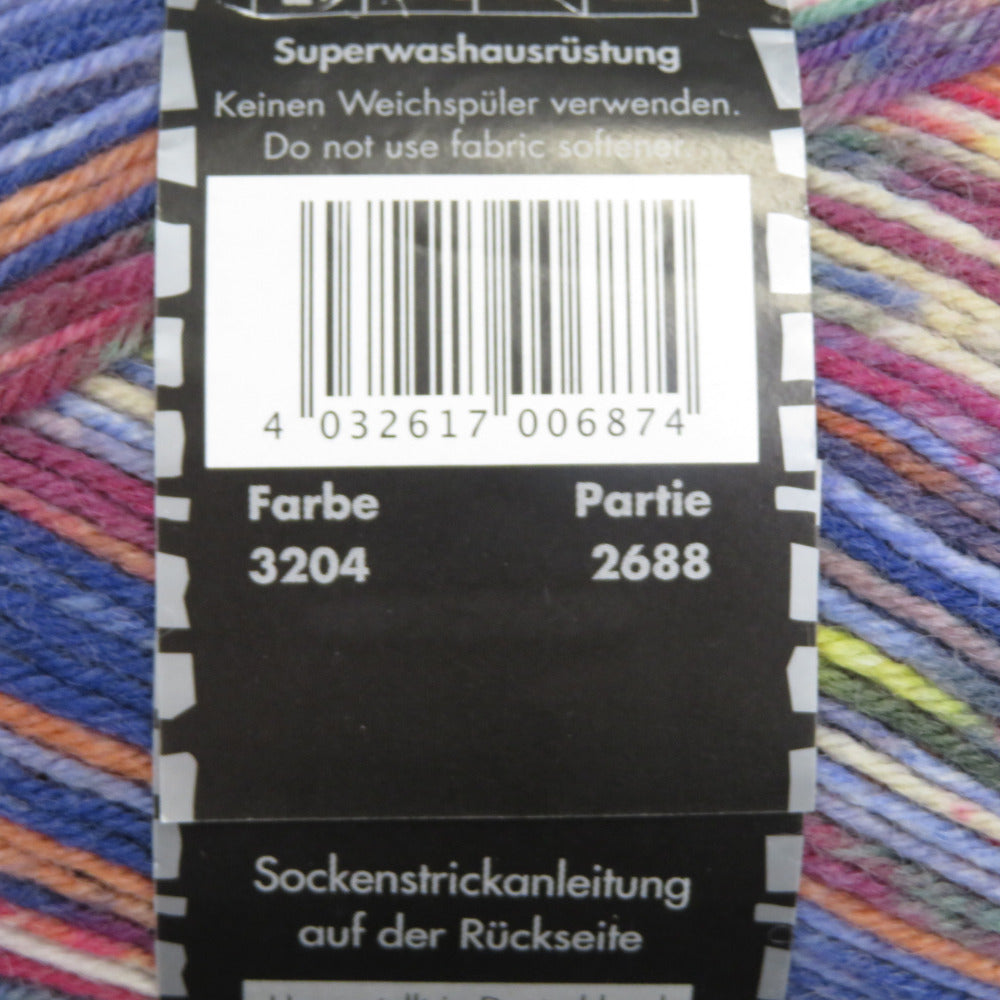 Superwashausrüstung
Keinen Weichspüler verwenden.
Do not use fabric softener.
4 032617 006874
Farbe Partie
3204 2688
Sockenstrickanleitung
auf der Rückseite